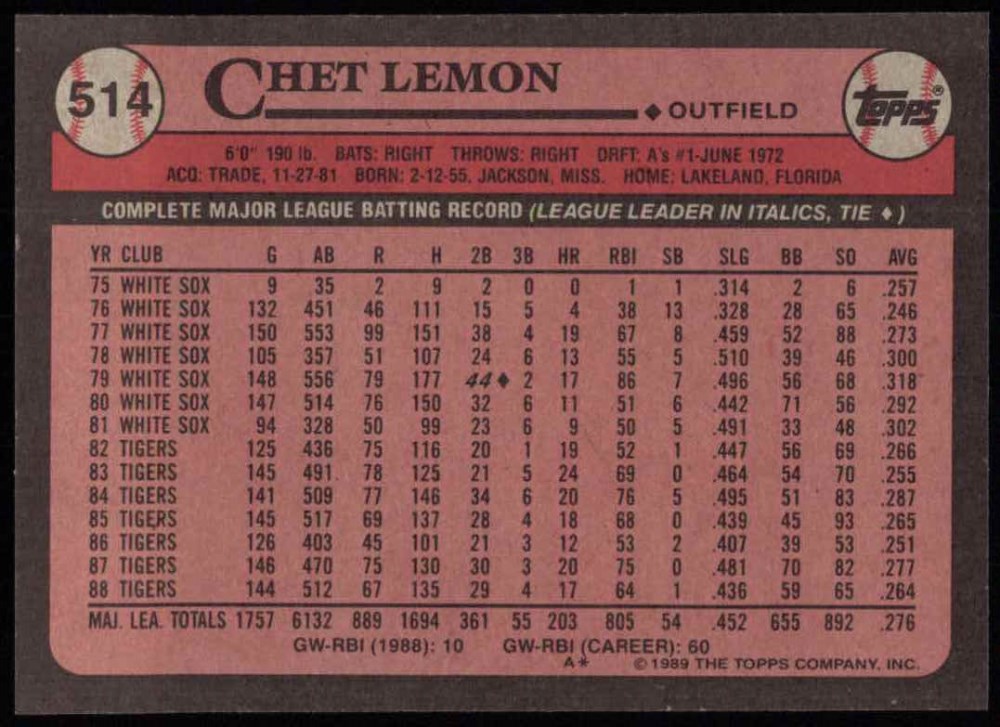 514 CHET LEMON
◆ OUTFIELD topps®
6'0" 190 lb. BATS: RIGHT THROWS: RIGHT DRFT: A's #1-JUNE 1972
ACQ: TRADE, 11-27-81 BORN: 2-12-55, JACKSON, MISS. HOME: LAKELAND, FLORIDA
COMPLETE MAJOR LEAGUE BATTING RECORD (LEAGUE LEADER IN ITALICS, TIE ♦)
YR CLUB G AB R H 2B 3B HR RBI SB SLG BB SO AVG
75 WHITE SOX 9 35 2 9 2 0 0 1 1 .314 2 6 .257
76 WHITE SOX 132 451 46 111 15 5 4 38 13 .328 28 65 .246
77 WHITE SOX 150 553 99 151 38 4 19 67 8 .459 52 88 .273
78 WHITE SOX 105 357 51 107 24 6 13 55 5 .510 39 46 .300
79 WHITE SOX 148 556 79 177 44♦ 2 17 86 7 .496 56 68 .318
80 WHITE SOX 147 514 76 150 32 6 11 51 6 .442 71 56 .292
81 WHITE SOX 94 328 50 99 23 6 9 50 5 .491 33 48 .302
82 TIGERS 125 436 75 116 20 1 19 52 1 .447 56 69 .266
83 TIGERS 145 491 78 125 21 5 24 69 0 .464 54 70 .255
84 TIGERS 141 509 77 146 34 6 20 76 5 .495 51 83 .287
85 TIGERS 145 517 69 137 28 4 18 68 0 .439 45 93 .265
86 TIGERS 126 403 45 101 21 3 12 53 2 .407 39 53 .251
87 TIGERS 146 470 75 130 30 3 20 75 0 .481 70 82 .277
88 TIGERS 144 512 67 135 29 4 17 64 1 .436 59 65 .264
MAJ. LEA. TOTALS 1757 6132 889 1694 361 55 203 805 54 .452 655 892 .276
GW-RBI (1988): 10 GW-RBI (CAREER): 60
A* © 1989 THE TOPPS COMPANY, INC.